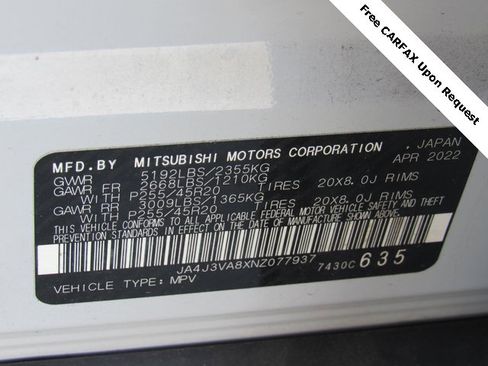 Free CARFAX Upon Request
MFD.BY MITSUBISHI MOTORS CORPORATION . JAPAN
GVWR 5192LBS/2355KG APR 2022
GAWR FR 2668LBS/1210KG
WITH P255/45R20 TIRES 20X8.0J RIMS
GAWR RR 3009LBS/1365KG
WITH P255/45R20 TIRES 20X8.0J RIMS
THIS VEHICLE CONFORMS TO ALL APPLICABLE FEDERAL MOTOR VEHICLE SAFETY AND THEFT
PREVENTION STANDARDS IN EFFECT ON THE DATE OF MANUFACTURE SHOWN ABOVE.
JA4J3VA8XNZ077937 7430C 635
VEHICLE TYPE: MPV